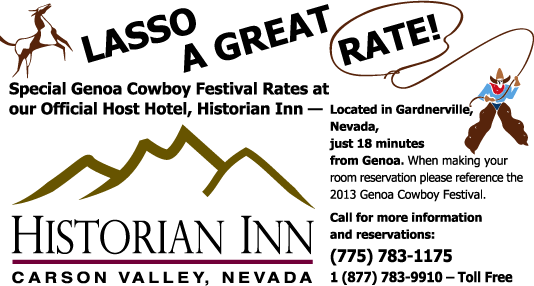 LASSO
A GREAT
RATE!
Special Genoa Cowboy Festival Rates at
our Official Host Hotel, Historian Inn —
HISTORIAN INN
CARSON VALLEY, NEVADA
Located in Gardnerville,
Nevada,
just 18 minutes
from Genoa. When making your
room reservation please reference the
2013 Genoa Cowboy Festival.
Call for more information
and reservations:
(775) 783-1175
1 (877) 783-9910 – Toll Free